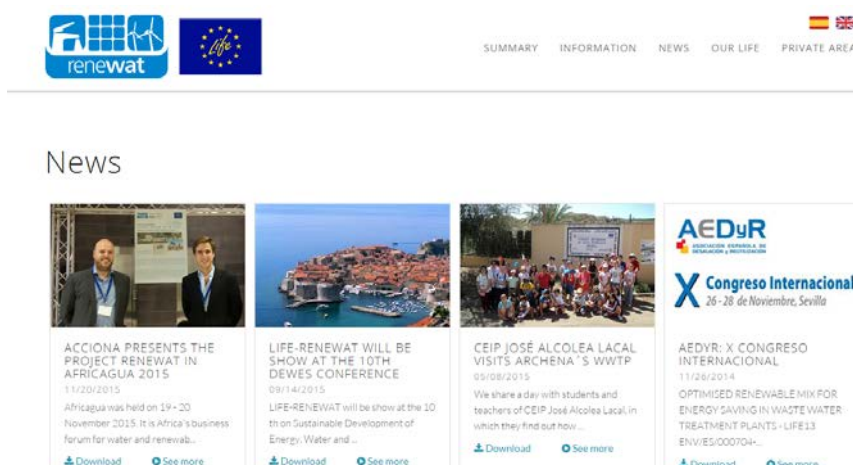 renewat
Life
SUMMARY INFORMATION NEWS OUR LIFE PRIVATE AREA
News
ACCIONA PRESENTS THE
PROJECT RENEWAT IN
AFRICAGUA 2015
11/20/2015
Africagua was held on 19 - 20
November 2015. It is Africa's business
forum for water and renewab...
Download See more
LIFE-RENEWAT WILL BE
SHOW AT THE 10TH
DEWES CONFERENCE
09/14/2015
LIFE-RENEWAT will be show at the 10
th on Sustainable Development of
Energy, Water and ...
Download See more
CEIP JOSÉ ALCOLEA LACAL
VISITS ARCHENA´S WWTP
05/08/2015
We share a day with students and
teachers of CEIP José Alcolea Lacal, in
which they find out how ...
Download See more
AEDyR
ASOCIACIÓN ESPAÑOLA DE
DESALACIÓN y REUTILIZACIÓN
X Congreso Internacional
26 - 28 de Noviembre, Sevilla
AEDYR: X CONGRESO
INTERNACIONAL
11/26/2014
OPTIMISED RENEWABLE MIX FOR
ENERGY SAVING IN WASTE WATER
TREATMENT PLANTS - LIFE13
ENV/ES/000704-...
Download See more